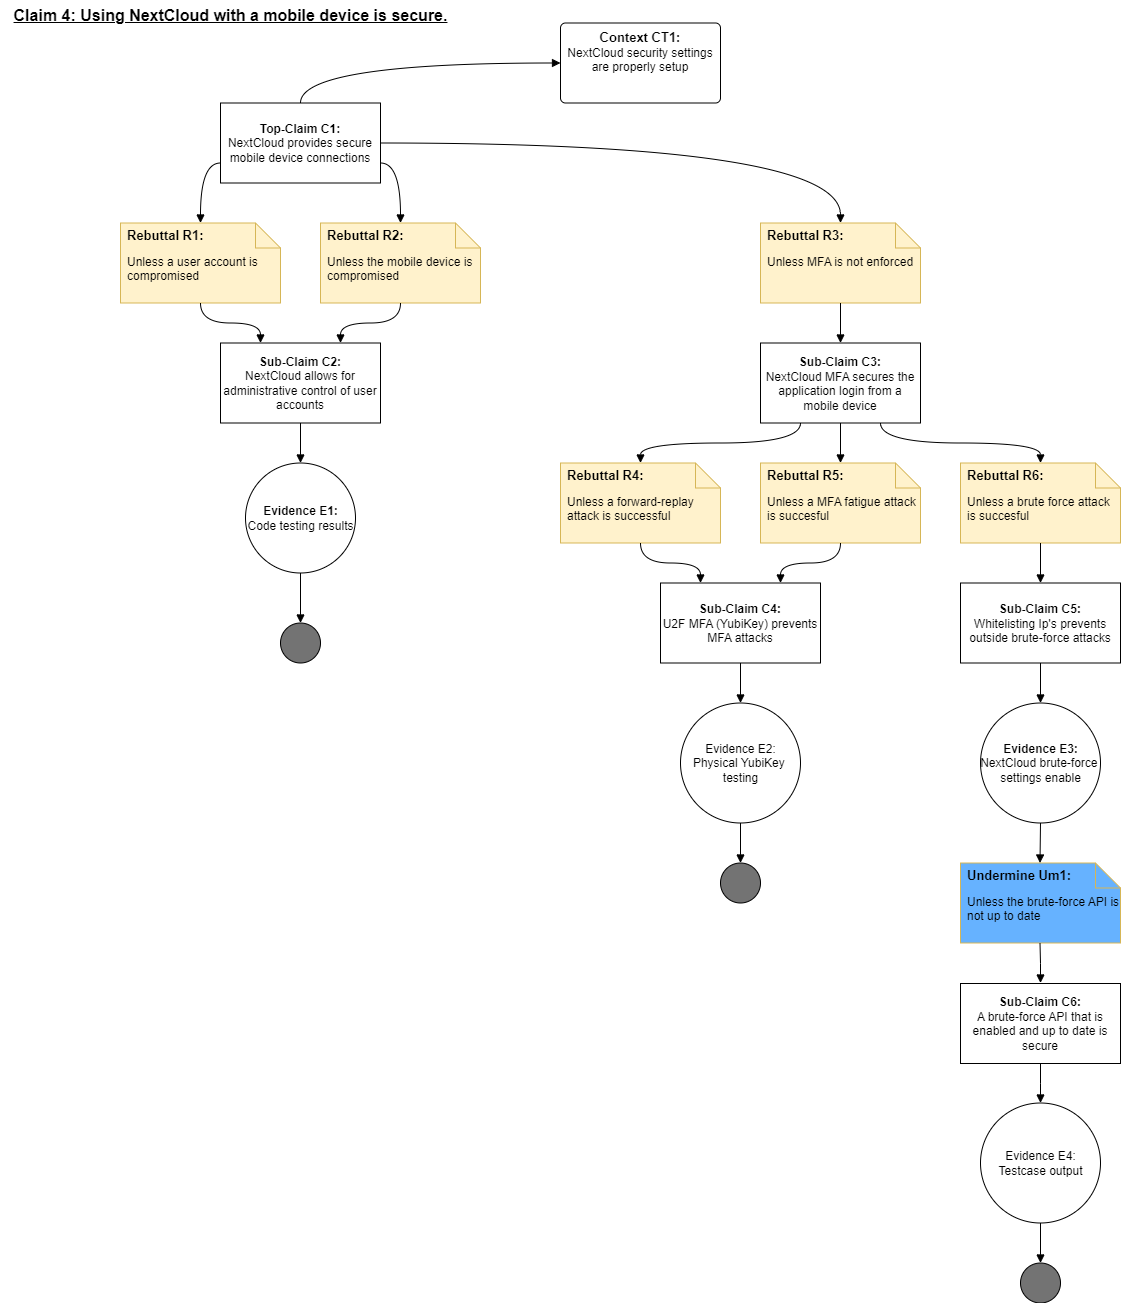 Claim 4: Using NextCloud with a mobile device is secure.
Context CT1:
NextCloud security settings
are properly setup
Top-Claim C1:
NextCloud provides secure
mobile device connections
Rebuttal R1:
Unless a user account is
compromised
Rebuttal R2:
Unless the mobile device is
compromised
Rebuttal R3:
Unless MFA is not enforced
Sub-Claim C2:
NextCloud allows for
administrative control of user
accounts
Sub-Claim C3:
NextCloud MFA secures the
application login from a
mobile device
Evidence E1:
Code testing results
Rebuttal R4:
Unless a forward-replay
attack is successful
Rebuttal R5:
Unless a MFA fatigue attack
is succesful
Rebuttal R6:
Unless a brute force attack
is succesful
Sub-Claim C4:
U2F MFA (YubiKey) prevents
MFA attacks
Sub-Claim C5:
Whitelisting Ip's prevents
outside brute-force attacks
Evidence E2:
Physical YubiKey
testing
Evidence E3:
NextCloud brute-force
settings enable
Undermine Um1:
Unless the brute-force API is
not up to date
Sub-Claim C6:
A brute-force API that is
enabled and up to date is
secure
Evidence E4:
Testcase output